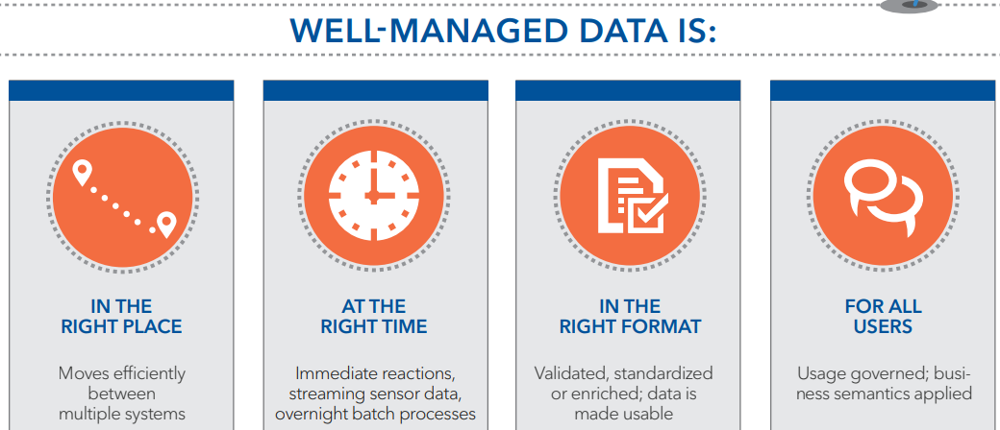 WELL-MANAGED DATA IS:
IN THE
RIGHT PLACE
Moves efficiently
between
multiple systems
AT THE
RIGHT TIME
Immediate reactions,
streaming sensor data,
overnight batch processes
IN THE
RIGHT FORMAT
Validated, standardized
or enriched; data is
made usable
FOR ALL
USERS
Usage governed; busi-
ness semantics applied